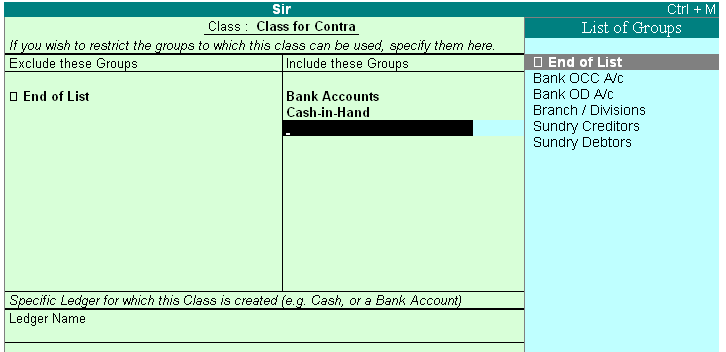 Sir Ctrl + M
Class : Class for Contra
List of Groups
If you wish to restrict the groups to which this class can be used, specify them here.
Exclude these Groups
Include these Groups
End of List
Bank Accounts
Cash-in-Hand
End of List
Bank OCC A/c
Bank OD A/c
Branch / Divisions
Sundry Creditors
Sundry Debtors
Specific Ledger for which this Class is created (e.g. Cash, or a Bank Account)
Ledger Name